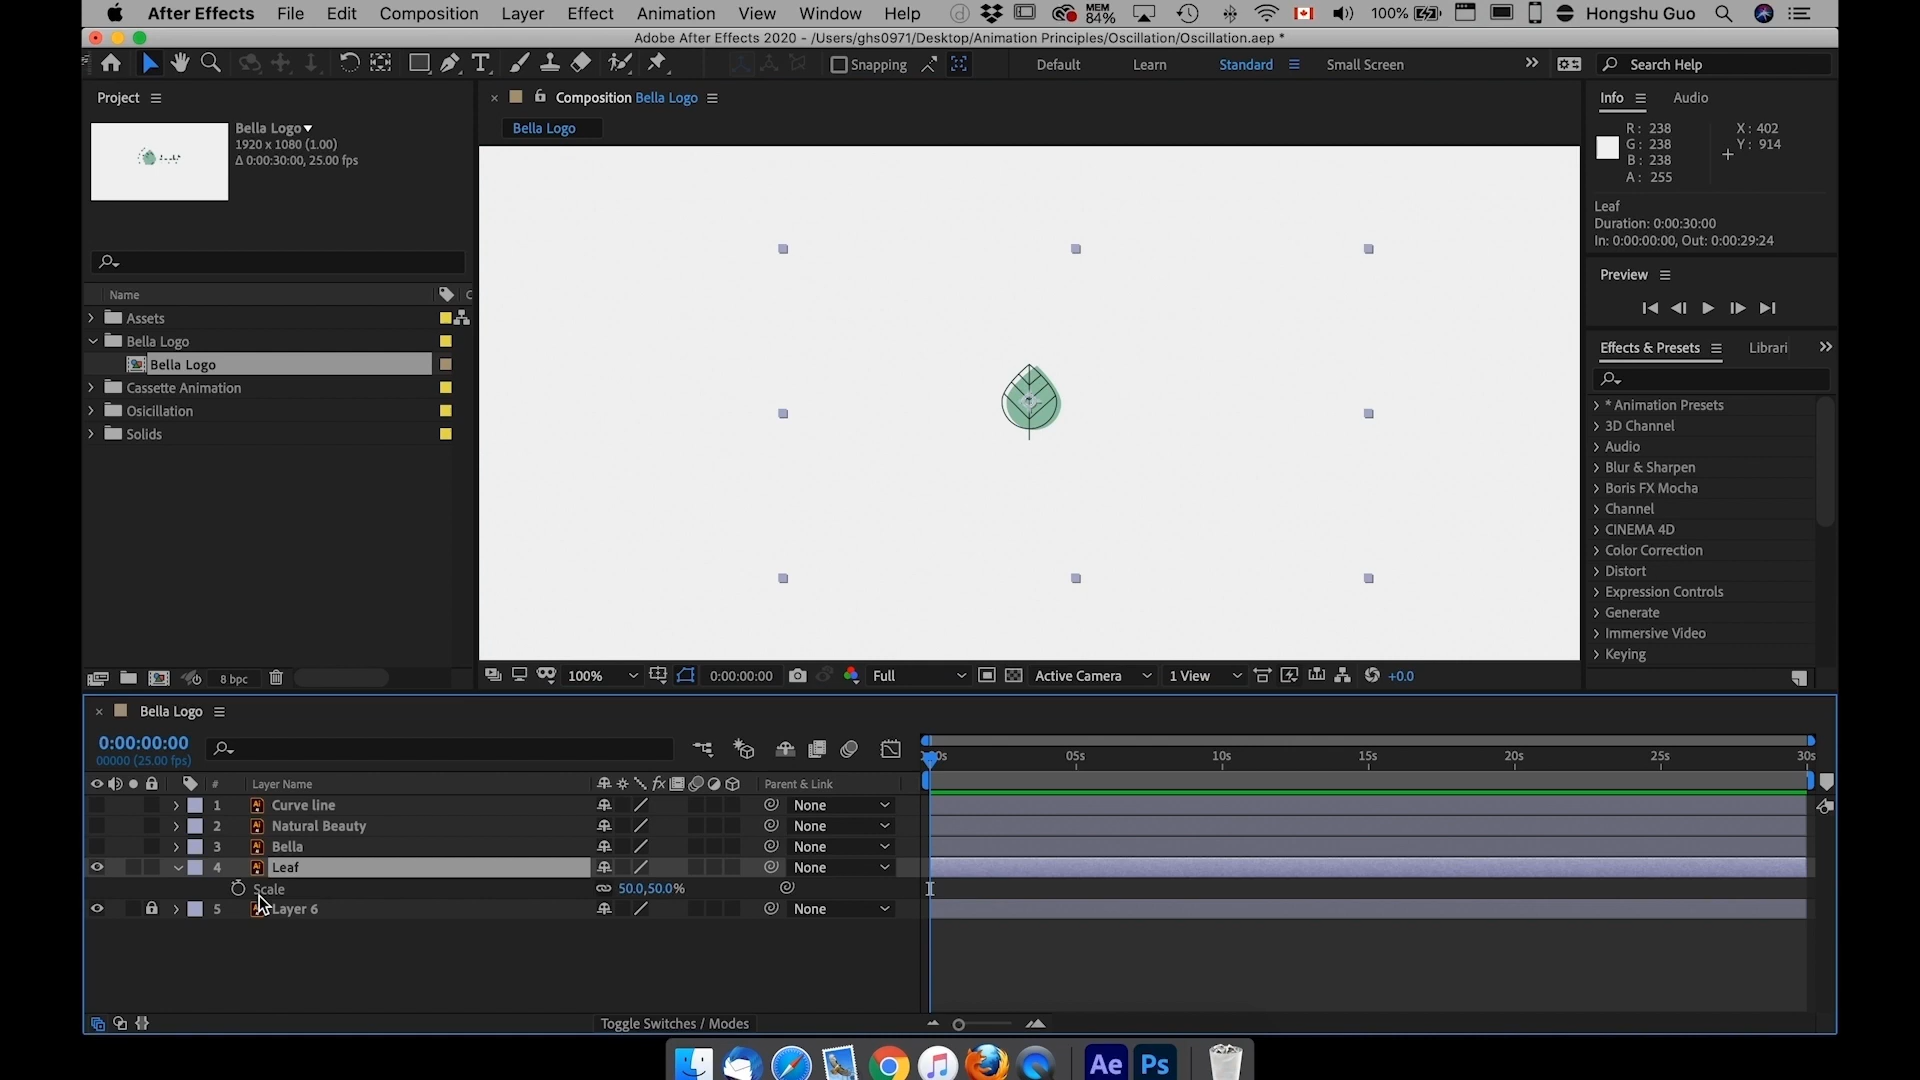 After Effects File Edit Composition Layer Effect Animation View Window Help MEM 84% 100% Hongshu Guo
Adobe After Effects 2020 - /Users/ghs0971/Desktop/Animation Principles/Oscillation/Oscillation.aep *
Snapping Default Learn Standard Small Screen Search Help
Project
Bella Logo
1920 x 1080 (1.00)
Δ 0:00:30:00, 25.00 fps
Name
Assets
Bella Logo
Bella Logo
Cassette Animation
Osicillation
Solids
8 bpc
Composition Bella Logo
Bella Logo
100% 0:00:00:00 Full Active Camera 1 View +0.0
Info Audio
R: 238 X: 402
G: 238 Y: 914
B: 238
A: 255
Leaf
Duration: 0:00:30:00
In: 0:00:00:00, Out: 0:00:29:24
Preview
Effects & Presets Librari
* Animation Presets
3D Channel
Audio
Blur & Sharpen
Boris FX Mocha
Channel
CINEMA 4D
Color Correction
Distort
Expression Controls
Generate
Immersive Video
Keying
Bella Logo
0:00:00:00
00000 (25.00 fps)
05s 10s 15s 20s 25s 30s
# Layer Name fx Parent & Link
1 Ai Curve line None
2 Ai Natural Beauty None
3 Ai Bella None
4 Ai Leaf None
Scale 50.0,50.0%
5 Layer 6 None
Toggle Switches / Modes
Ae Ps